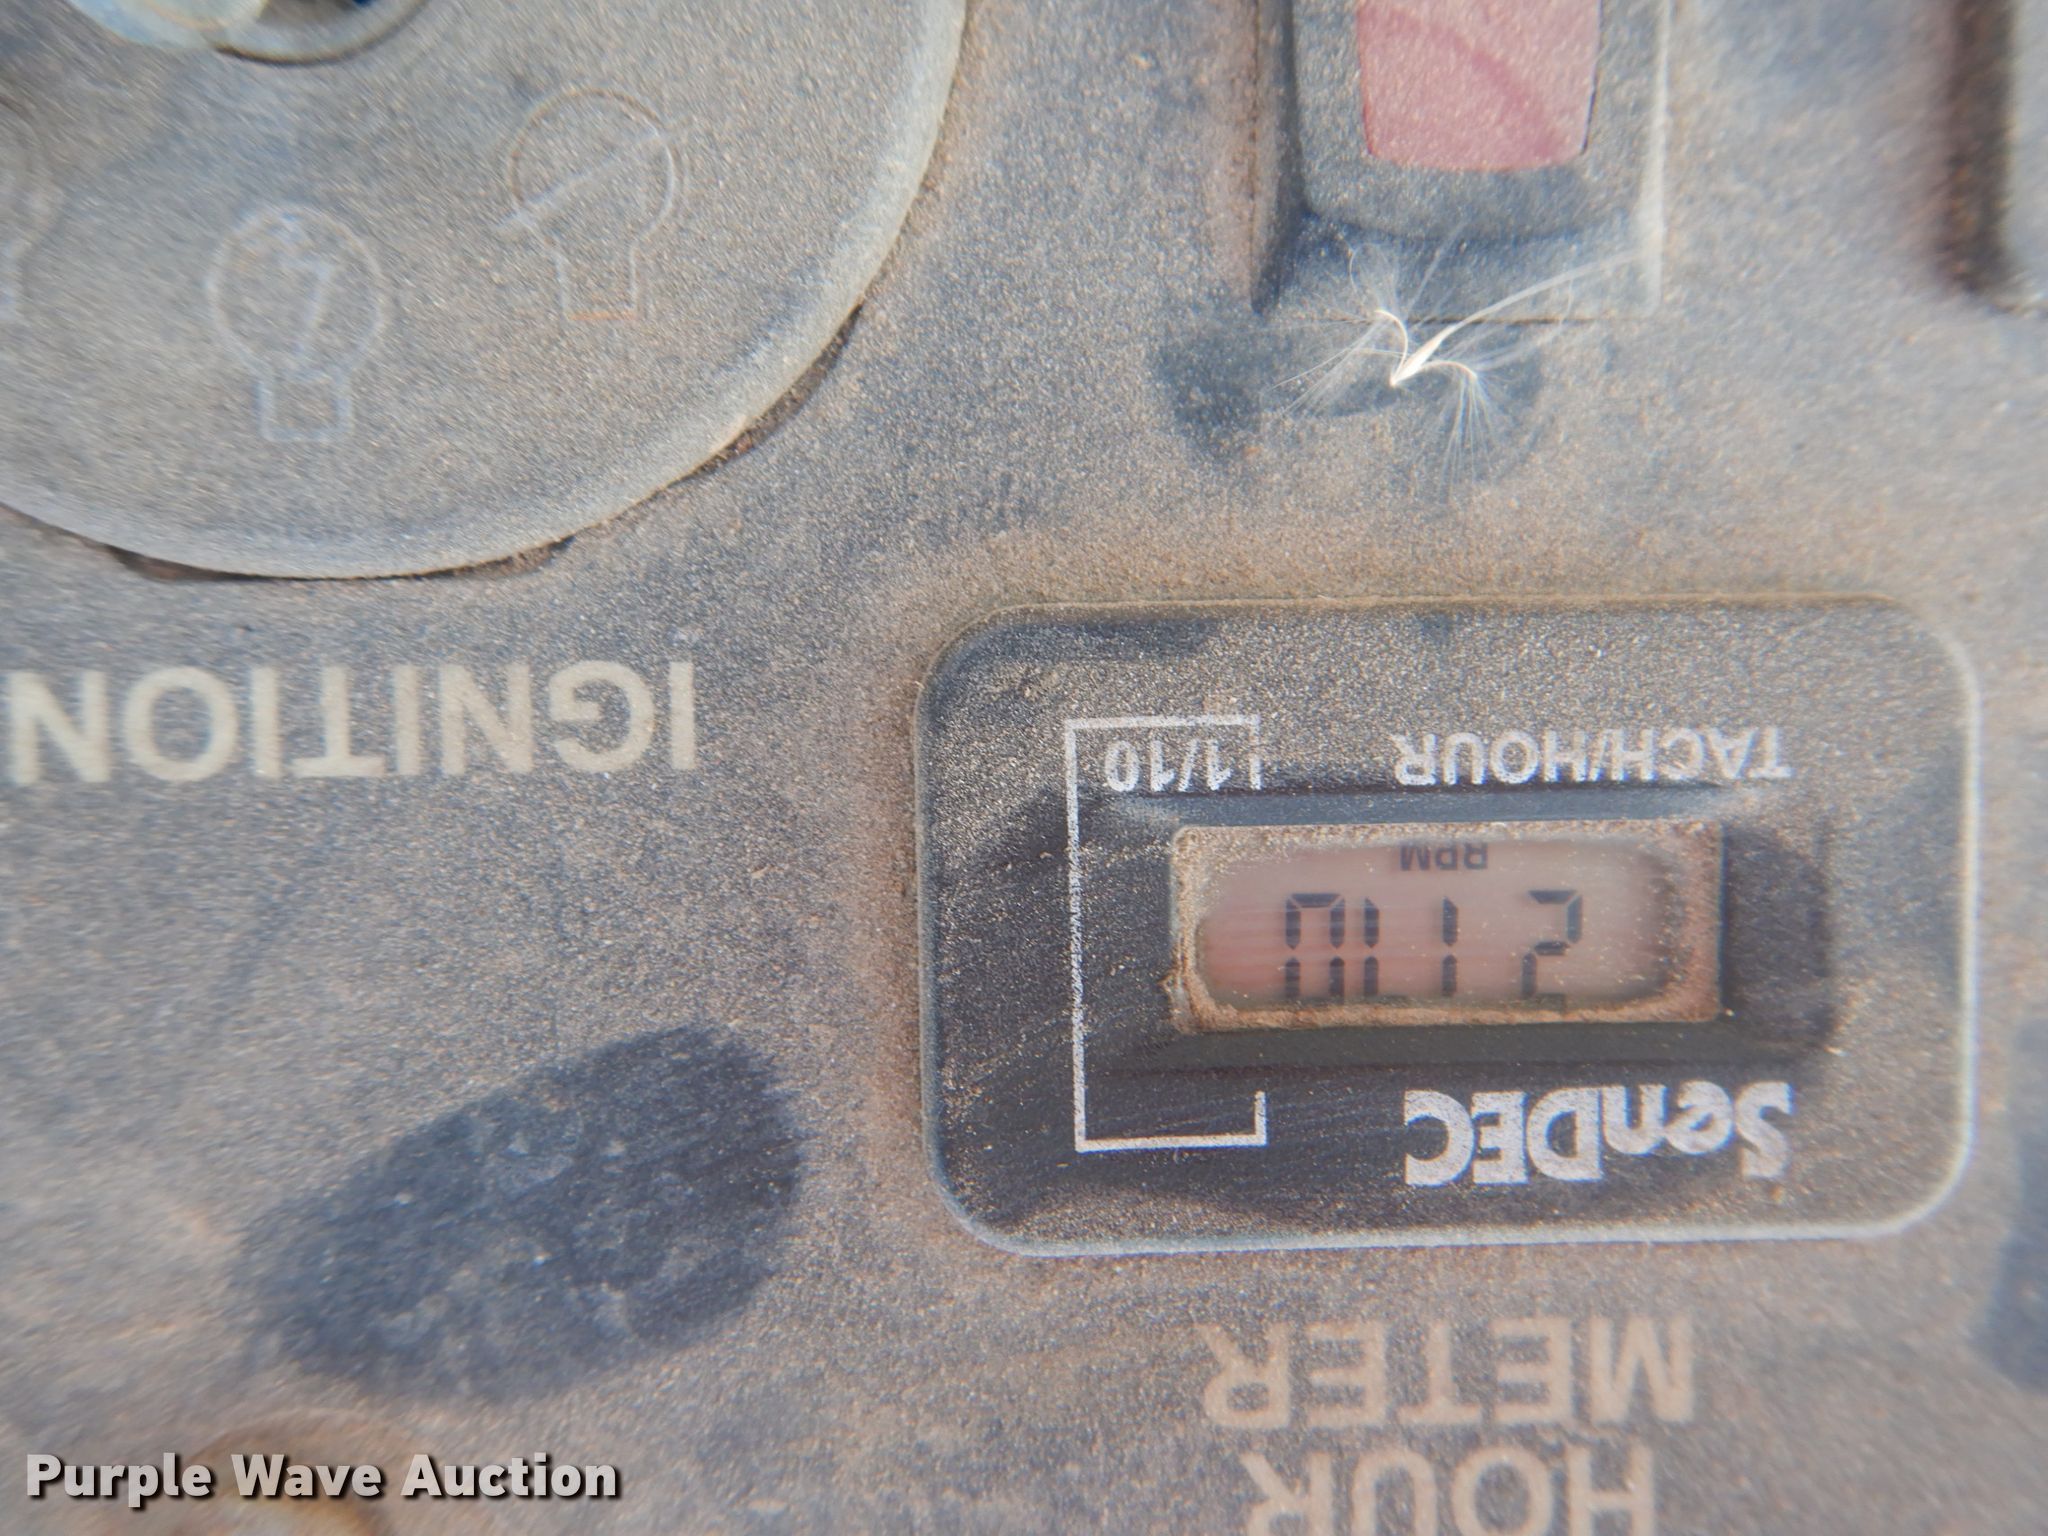 HOUR
METER
SenDEC
2110
RPM
TACH/HOUR
1/10
IGNITION
Purple Wave Auction